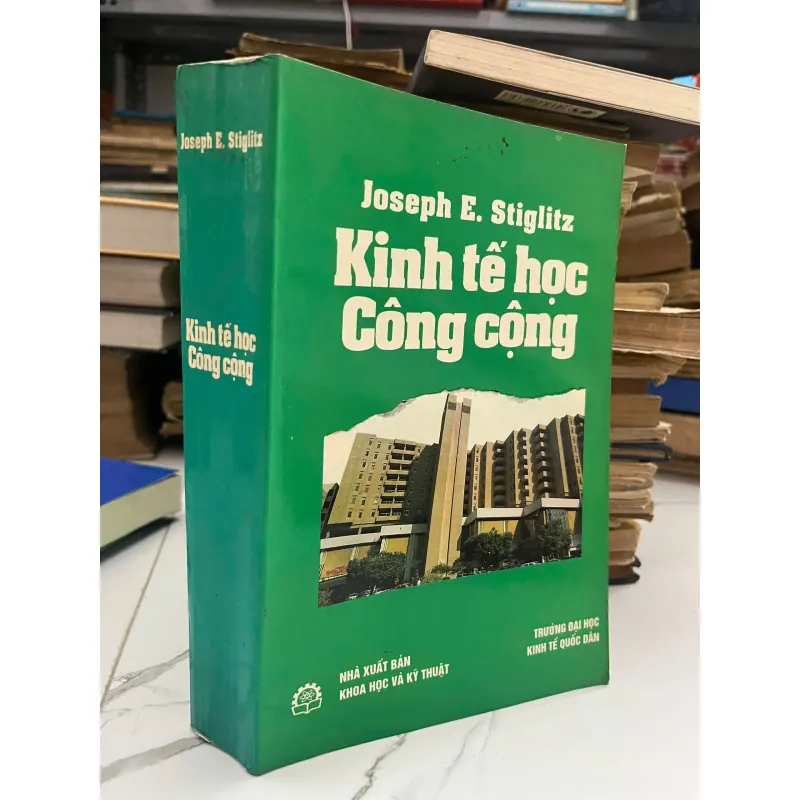 Joseph E. Stiglitz
Kinh tế học
Công cộng
Joseph E. Stiglitz
Kinh tế học
Công cộng
NHÀ XUẤT BẢN
KHOA HỌC VÀ KỸ THUẬT
TRƯỜNG ĐẠI HỌC
KINH TẾ QUỐC DÂN